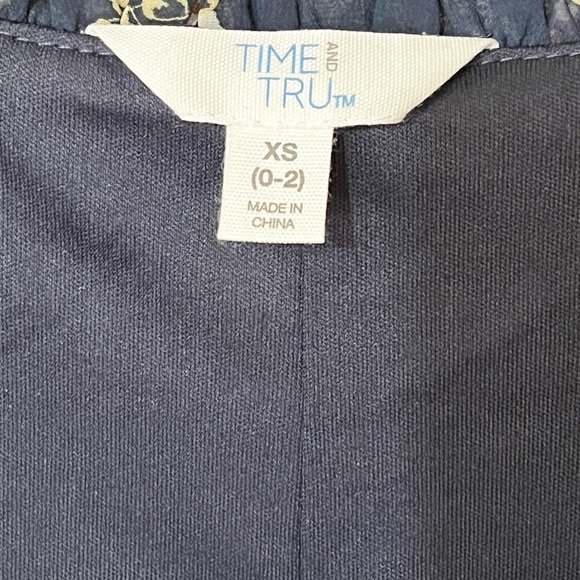 TIME AND
TRU™
XS
(0-2)
MADE IN
CHINA